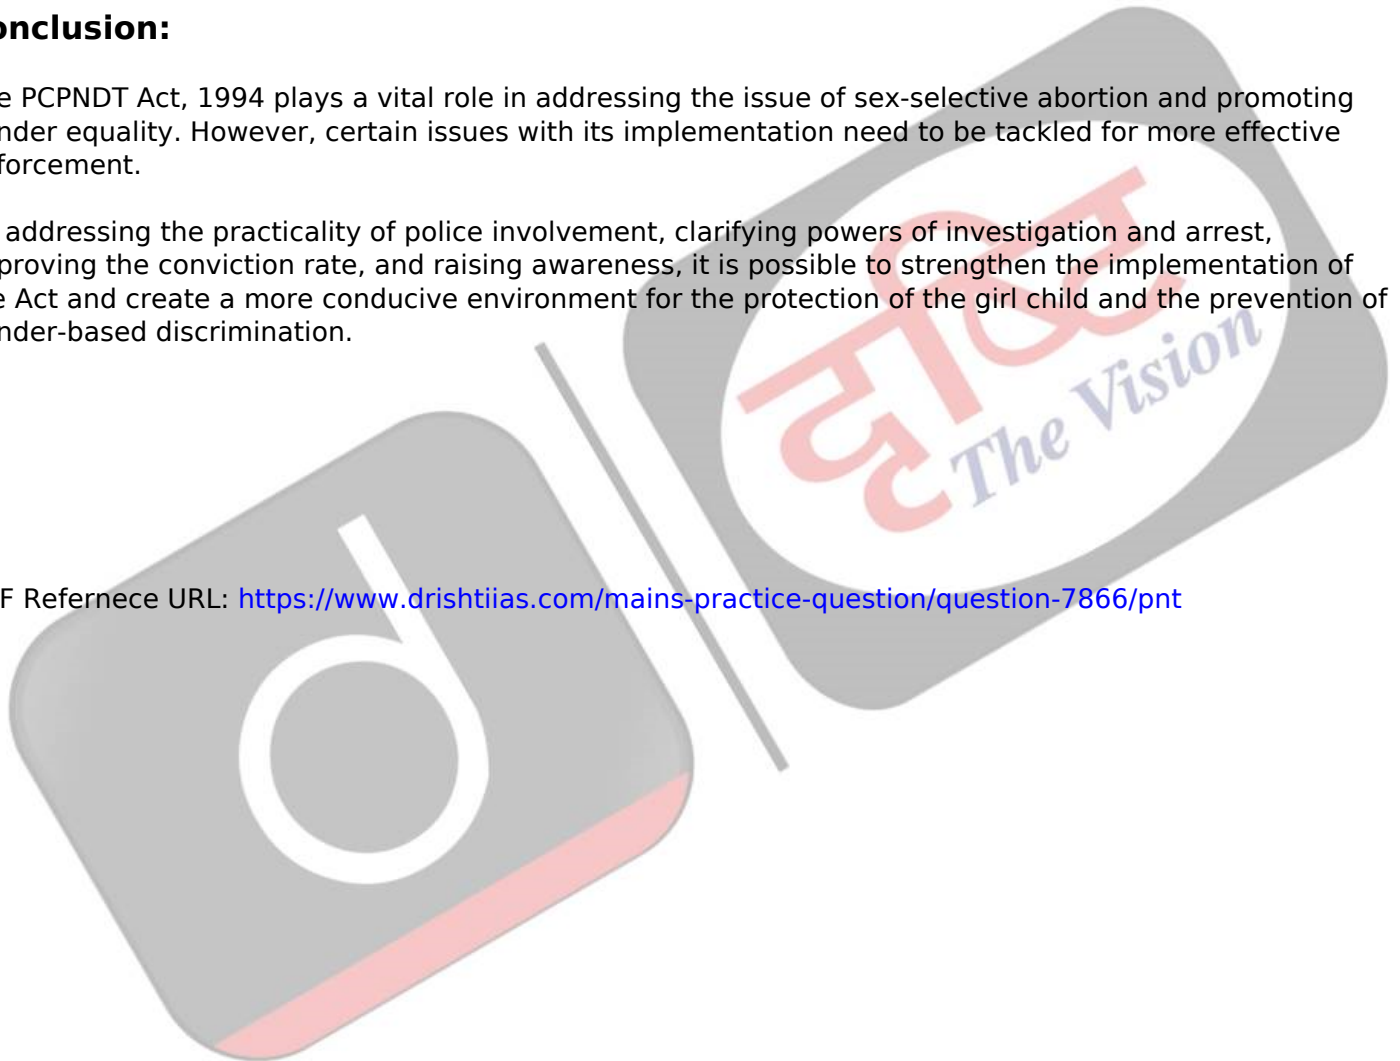 onclusion:
e PCPNDT Act, 1994 plays a vital role in addressing the issue of sex-selective abortion and promoting
nder equality. However, certain issues with its implementation need to be tackled for more effective
forcement.
addressing the practicality of police involvement, clarifying powers of investigation and arrest,
proving the conviction rate, and raising awareness, it is possible to strengthen the implementation of
e Act and create a more conducive environment for the protection of the girl child and the prevention of
nder-based discrimination.
दृष्टि
The Vision
d
F Refernece URL: https://www.drishtiias.com/mains-practice-question/question-7866/pnt